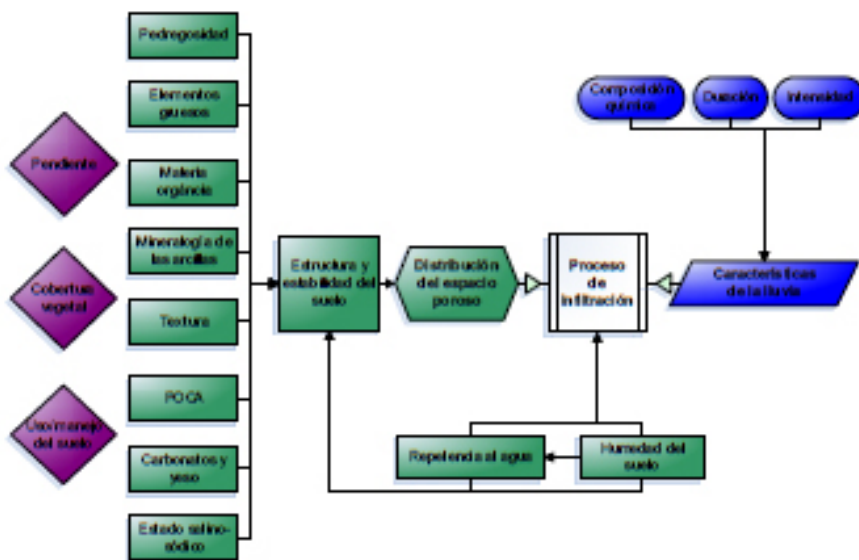 Pedregosidad
Elementos
gruesos
Materia
orgáncia
Mineralogía de
las arcillas
Textura
POCA
Carbonatos y
yeso
Estado salino-
sódico
Pendiente
Cobertura
vegetal
Uso/manejo
del suelo
Estructura y
estabilidad del
suelo
Distribución
del espacio
poroso
Proceso
de
infiltración
Composición
química
Duración
Intensidad
Características
de la lluvia
Repelencia al agua
Humedad del
suelo